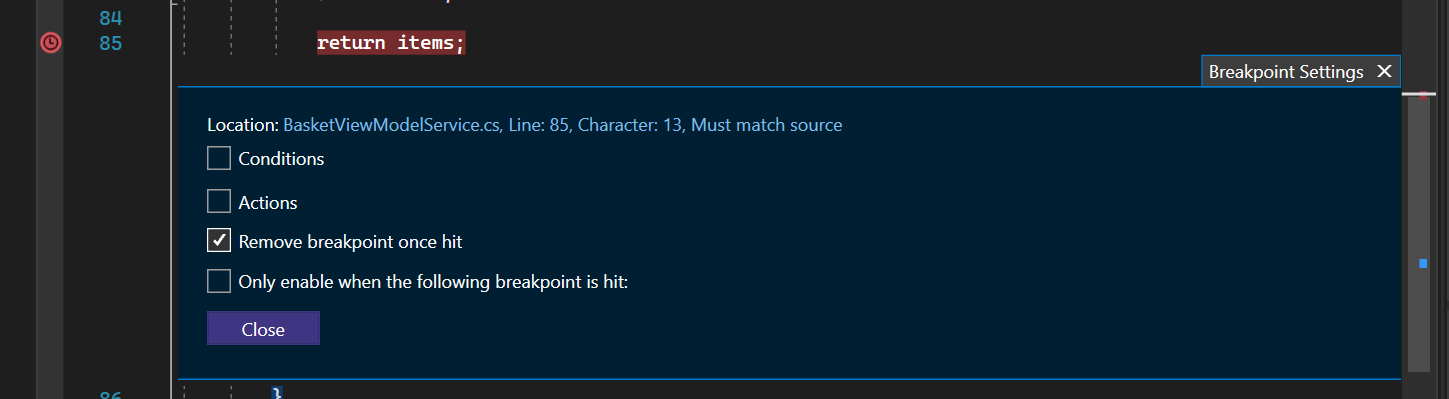 84
85 return items;
Breakpoint Settings
Location: BasketViewModelService.cs, Line: 85, Character: 13, Must match source
Conditions
Actions
Remove breakpoint once hit
Only enable when the following breakpoint is hit:
Close
86 }